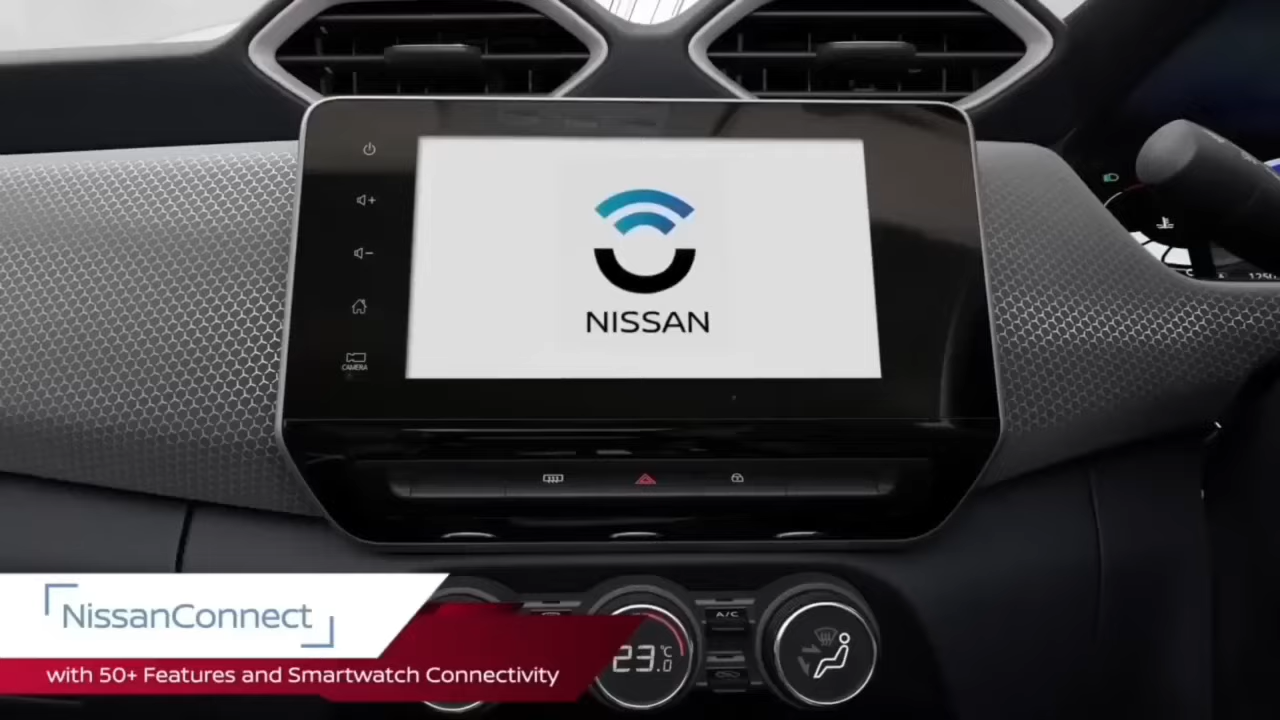 NISSAN
CAMERA
A/C
23.0 °C
NissanConnect
with 50+ Features and Smartwatch Connectivity